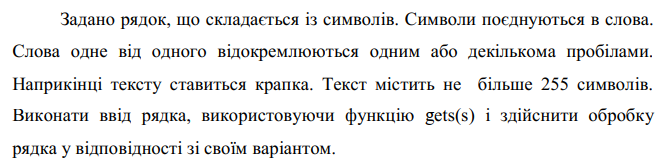 Задано рядок, що складається із символів. Символи поєднуються в слова.
Слова одне від одного відокремлюються одним або декількома пробілами.
Наприкінці тексту ставиться крапка. Текст містить не більше 255 символів.
Виконати ввід рядка, використовуючи функцію gets(s) і здійснити обробку
рядка у відповідності зі своїм варіантом.